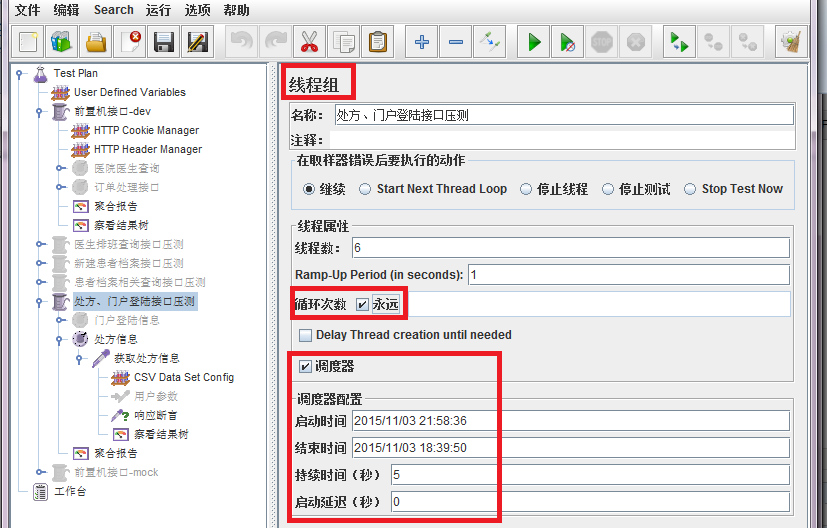 文件 编辑 Search 运行 选项 帮助
Test Plan
User Defined Variables
前置机接口-dev
HTTP Cookie Manager
HTTP Header Manager
医院医生查询
订单处理接口
聚合报告
察看结果树
医生排班查询接口压测
新建患者档案接口压测
患者档案相关查询接口压测
处方、门户登陆接口压测
门户登陆信息
处方信息
获取处方信息
CSV Data Set Config
用户参数
响应断言
察看结果树
聚合报告
前置机接口-mock
工作台
线程组
名称: 处方、门户登陆接口压测
注释:
在取样器错误后要执行的动作
继续 Start Next Thread Loop 停止线程 停止测试 Stop Test Now
线程属性
线程数: 6
Ramp-Up Period (in seconds): 1
循环次数 永远
Delay Thread creation until needed
调度器
调度器配置
启动时间 2015/11/03 21:58:36
结束时间 2015/11/03 18:39:50
持续时间（秒） 5
启动延迟（秒） 0